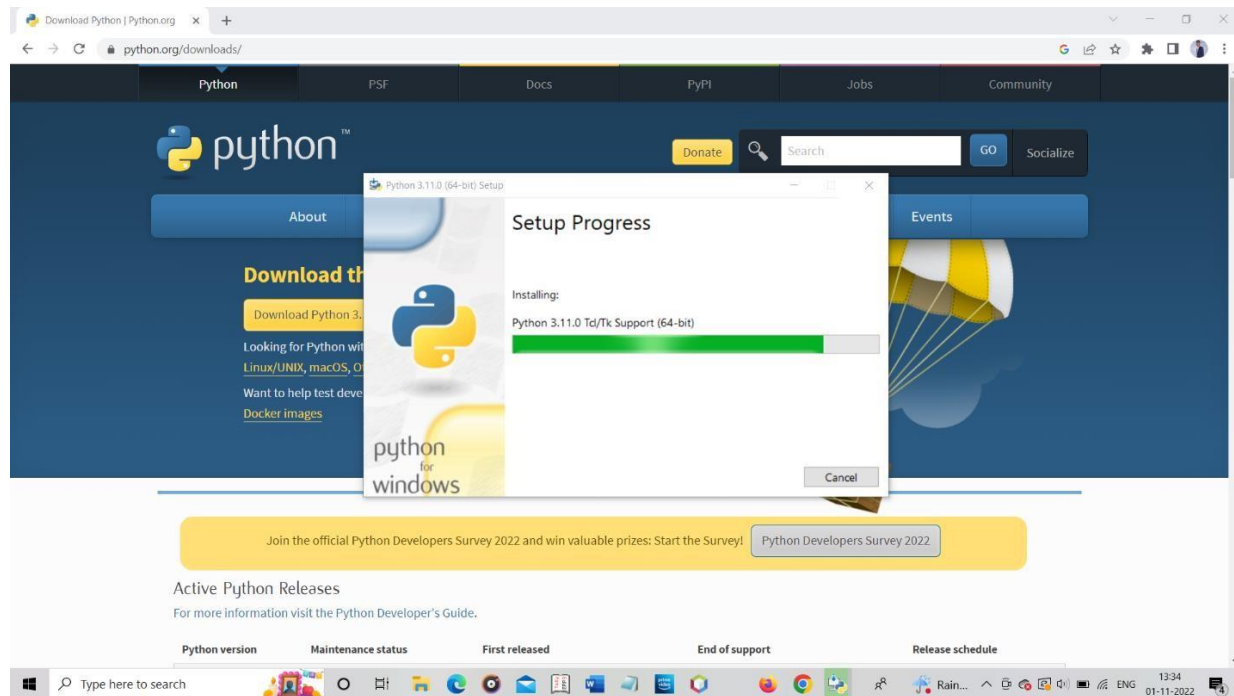 Download Python | Python.org
python.org/downloads/
Python PSF Docs PyPI Jobs Community
python™
Donate Search GO Socialize
Python 3.11.0 (64-bit) Setup
About Events
Setup Progress
Download th
Installing:
Download Python 3.
Python 3.11.0 Tcl/Tk Support (64-bit)
Looking for Python wit
Linux/UNIX, macOS, O
Want to help test deve
Docker images
python
for
windows
Cancel
Join the official Python Developers Survey 2022 and win valuable prizes: Start the Survey! Python Developers Survey 2022
Active Python Releases
For more information visit the Python Developer's Guide.
Python version Maintenance status First released End of support Release schedule
Type here to search Rain... ENG 13:34
01-11-2022